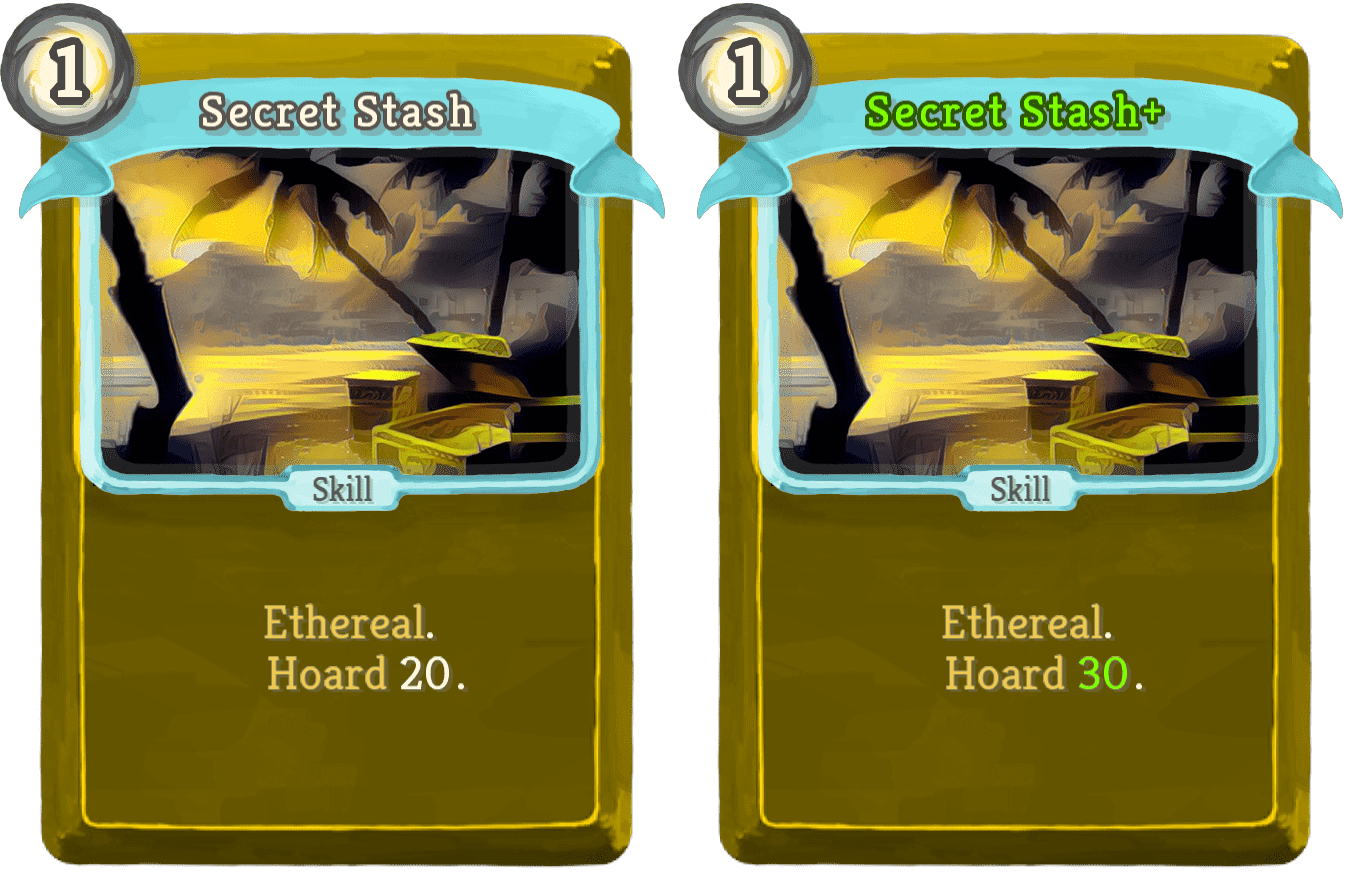 1
Secret Stash
Skill
Ethereal.
Hoard 20.
1
Secret Stash+
Skill
Ethereal.
Hoard 30.